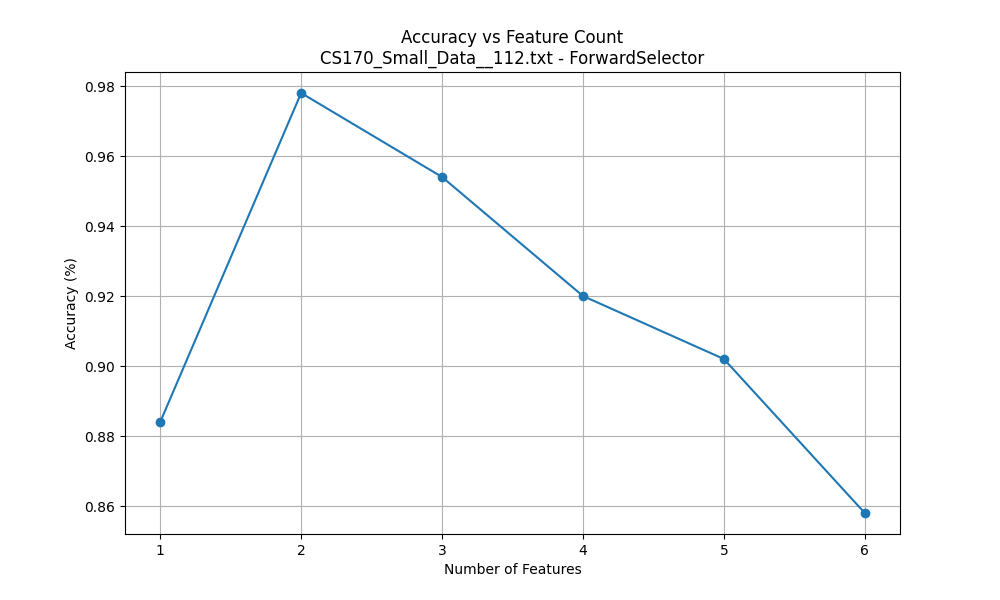 Accuracy vs Feature Count
CS170_Small_Data__112.txt - ForwardSelector
Accuracy (%)
0.98
0.96
0.94
0.92
0.90
0.88
0.86
1 2 3 4 5 6
Number of Features